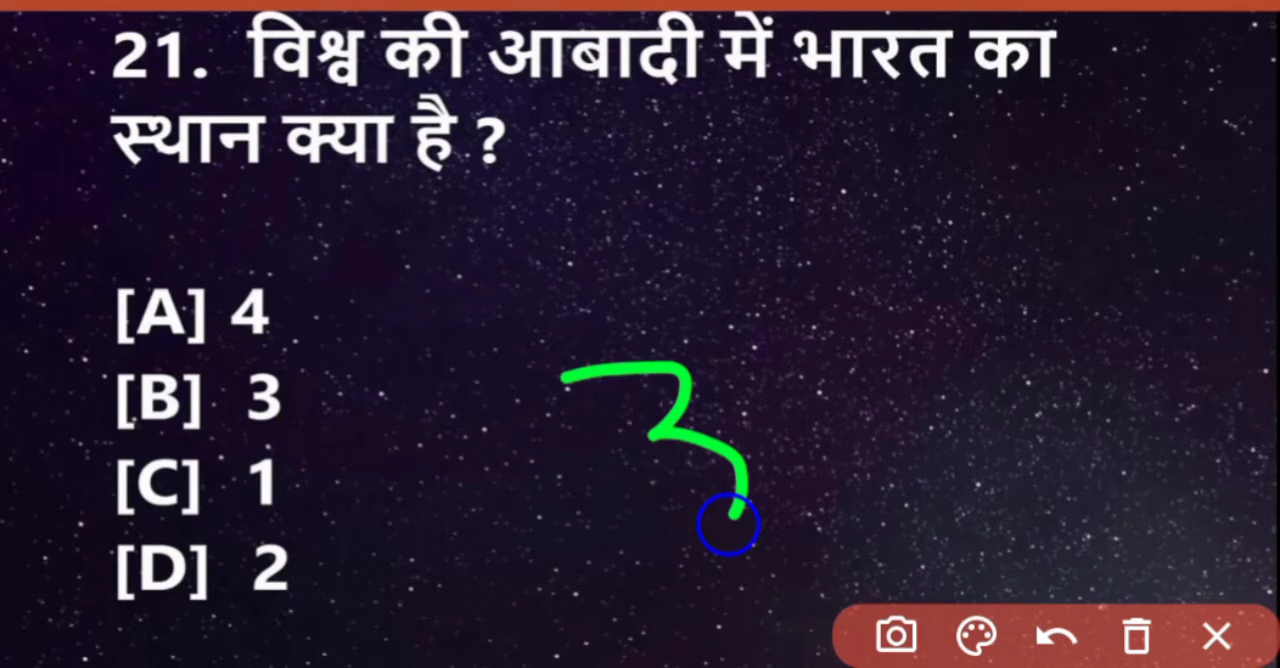 21. विश्व की आबादी में भारत का
स्थान क्या है ?
[A] 4
[B] 3
[C] 1
[D] 2